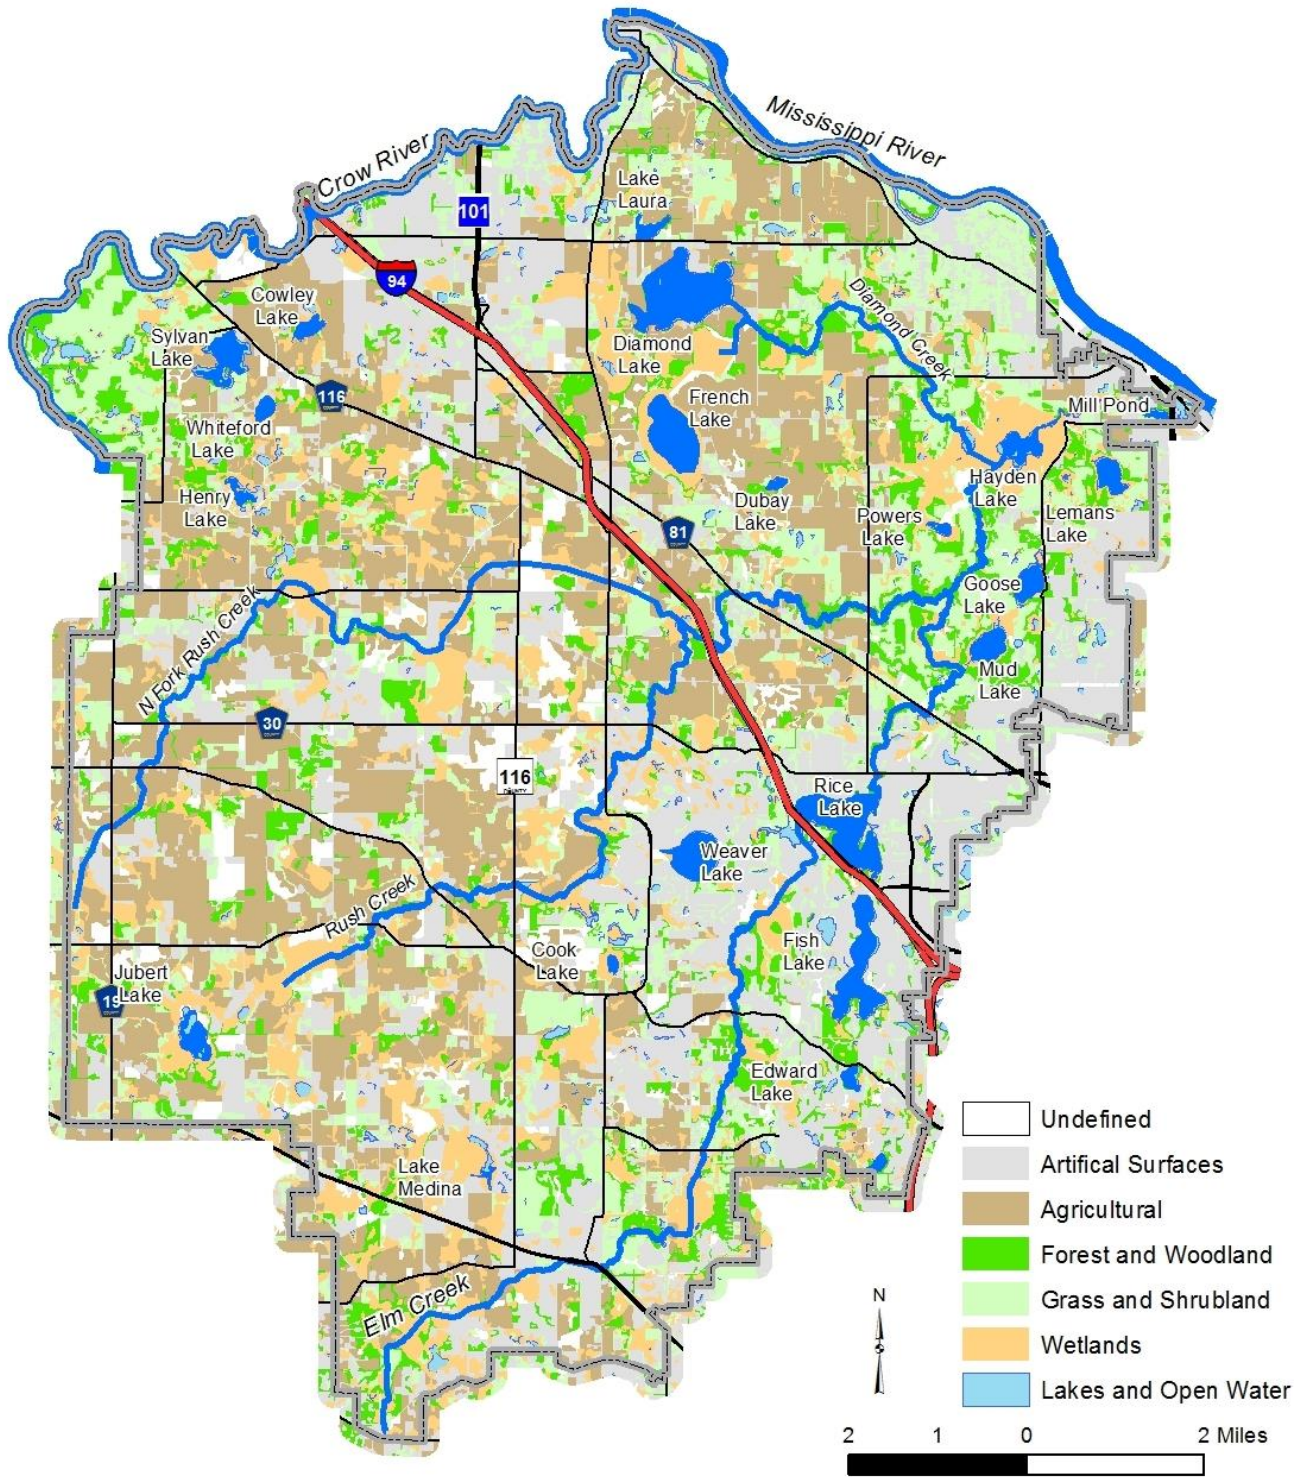 Mississippi River
Crow River
Lake
Laura
101
94
Cowley
Lake
Diamond Creek
Sylvan
Lake
Diamond
Lake
French
Lake
116
Mill Pond
Whiteford
Lake
Hayden
Lake
Henry
Lake
Dubay
Lake
Powers
Lake
Lemans
Lake
81
Goose
Lake
N Fork Rush Creek
Mud
Lake
30
116
COUNTY
Rice
Lake
Weaver
Lake
Rush Creek
Fish
Lake
Cook
Lake
Jubert
Lake
19
Edward
Lake
Lake
Medina
Elm Creek
Undefined
Artifical Surfaces
Agricultural
Forest and Woodland
Grass and Shrubland
Wetlands
Lakes and Open Water
N
2 1 0 2 Miles